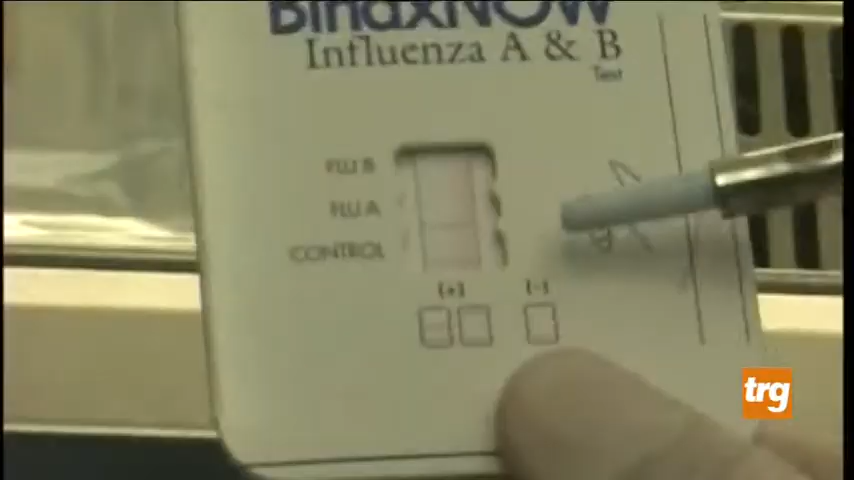 BinaxNOW
Influenza A & B
Test
FLU B
FLU A
CONTROL
[+] [-]
trg